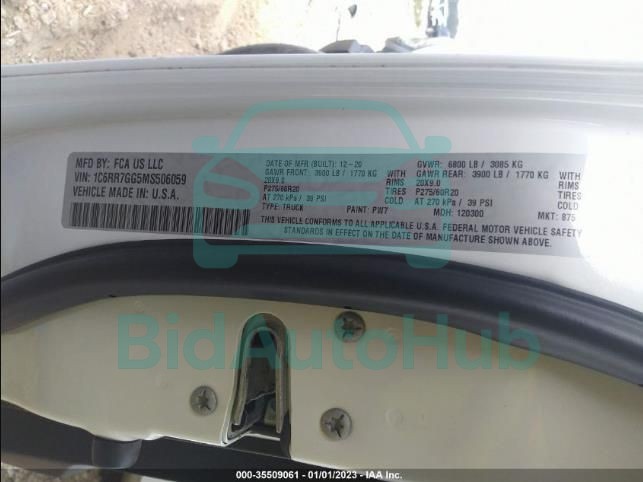 MFD BY: FCA US LLC
VIN: 1C6RR7GG5MS506059
VEHICLE MADE IN: U.S.A.
DATE OF MFR (BUILT): 12-20
GVWR: 6800 LB / 3085 KG
GAWR FRONT: 3900 LB / 1770 KG WITH
GAWR REAR: 3900 LB / 1770 KG WITH
20X9.0 RIMS 20X9.0 RIMS
P275/60R20 TIRES P275/60R20 TIRES
AT 270 kPa / 39 PSI COLD AT 270 kPa / 39 PSI COLD
TYPE: TRUCK PAINT: PW7 MDH: 120300 MKT: 875
THIS VEHICLE CONFORMS TO ALL APPLICABLE U.S.A. FEDERAL MOTOR VEHICLE SAFETY
STANDARDS IN EFFECT ON THE DATE OF MANUFACTURE SHOWN ABOVE.
BidAutoHub
000-35509061 - 01/01/2023 - IAA Inc.